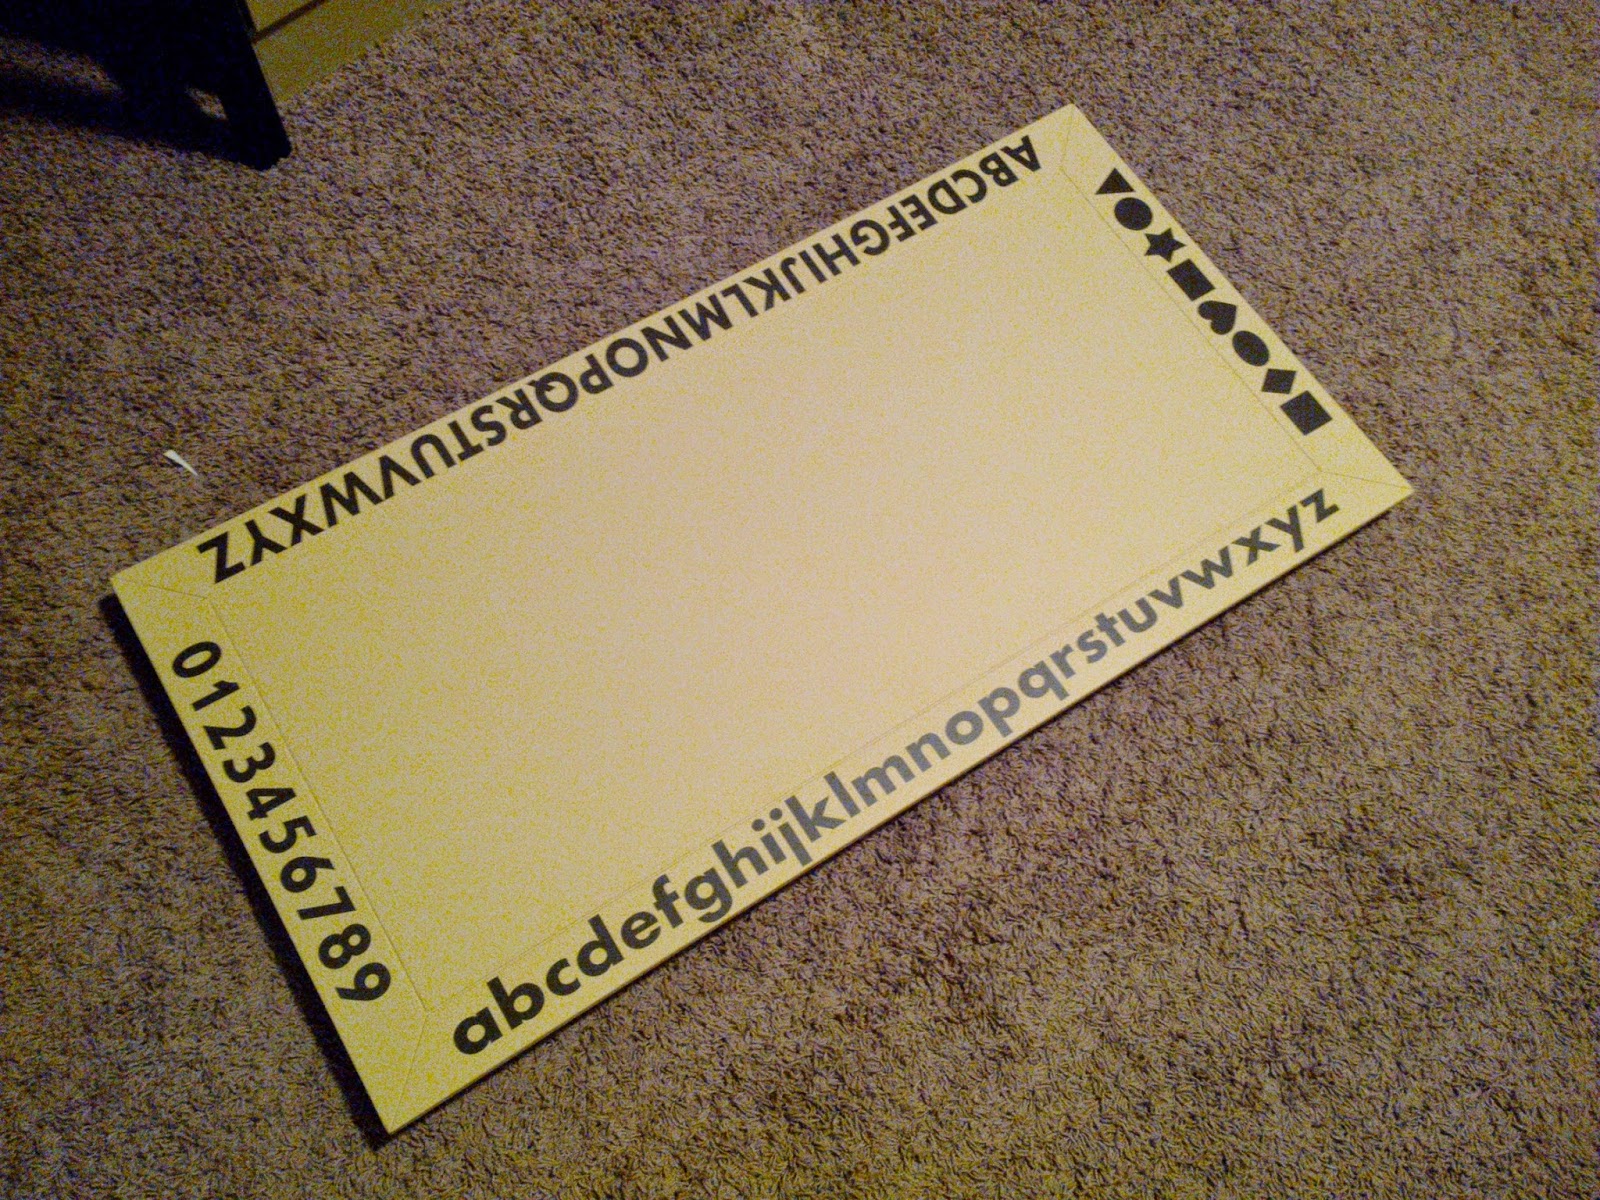 ABCDEFGHIJKLMNOPQRSTUVWXYZ
0123456789
abcdefghijklmnopqrstuvwxyz